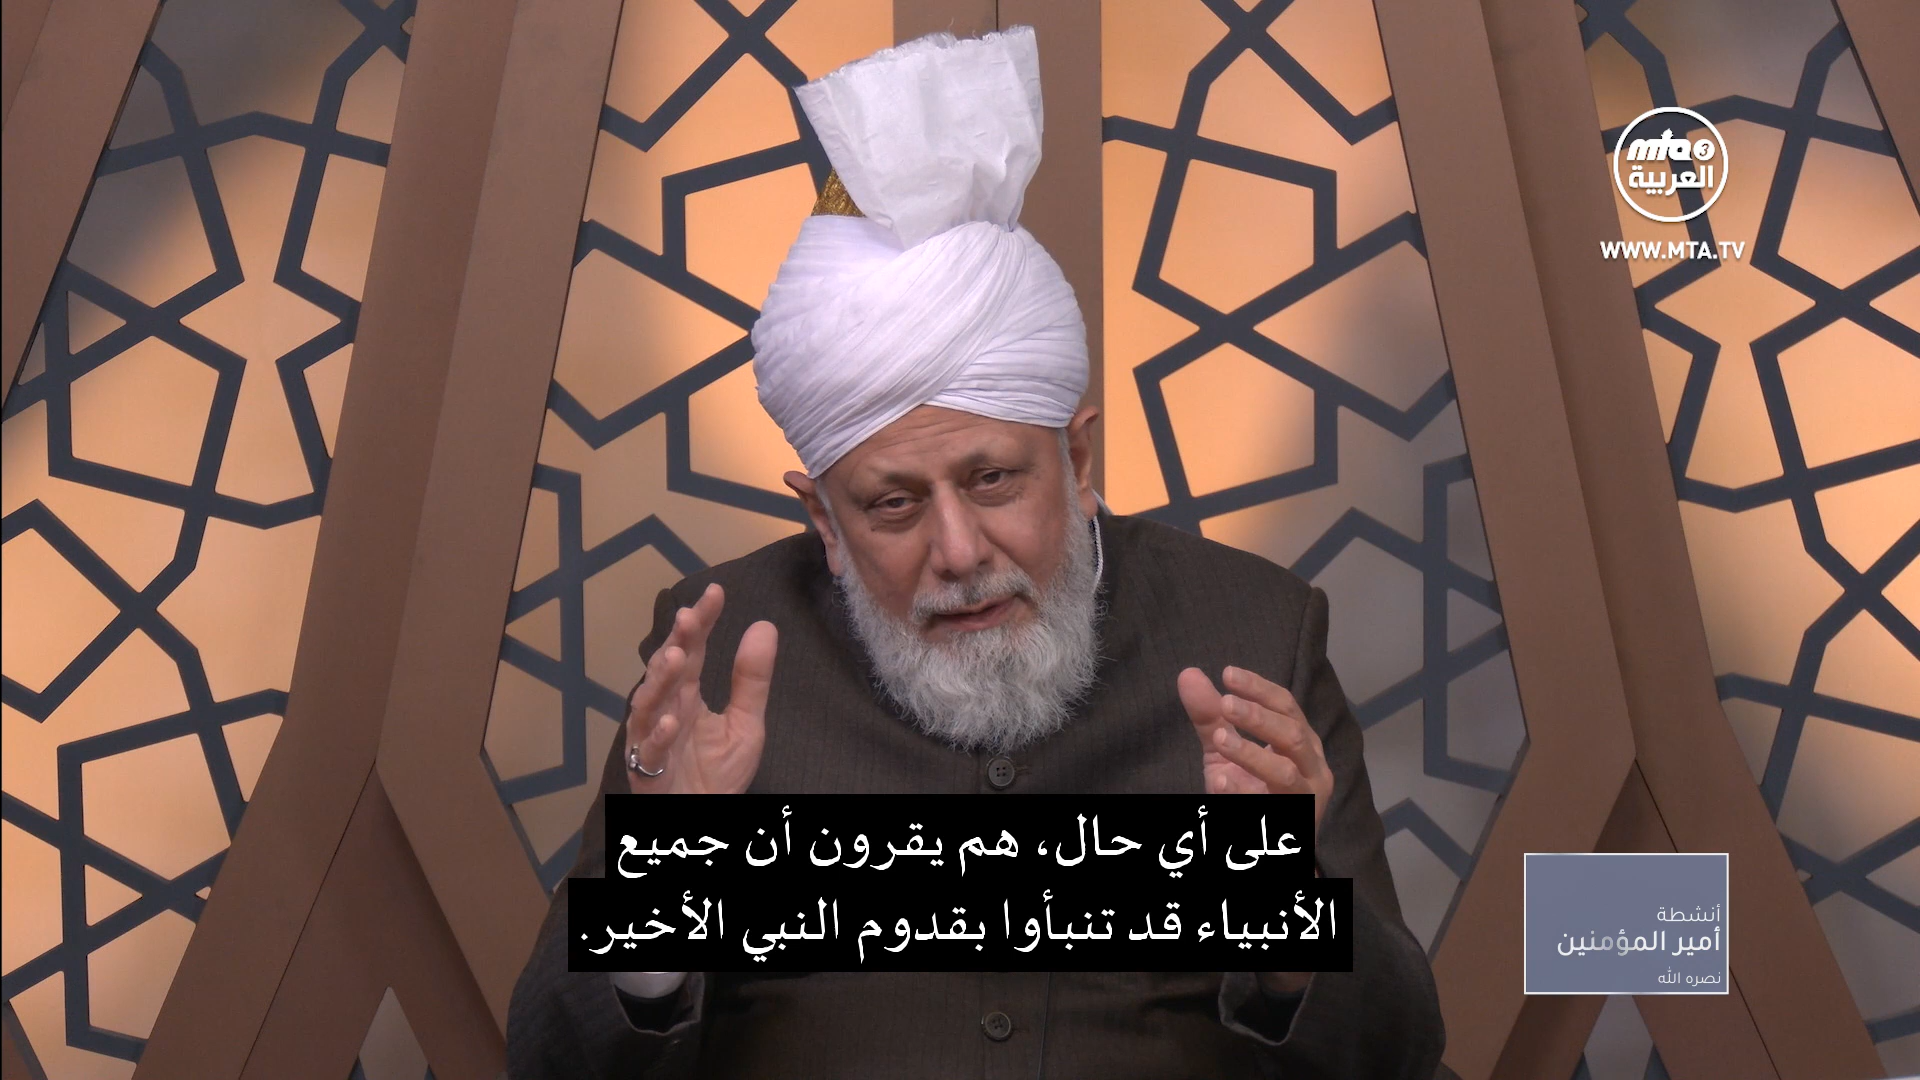 mta 3
العربية
WWW.MTA.TV
على أي حال، هم يقرون أن جميع
الأنبياء قد تنبأوا بقدوم النبي الأخير.
أنشطة
أمير المؤمنين
نصره الله